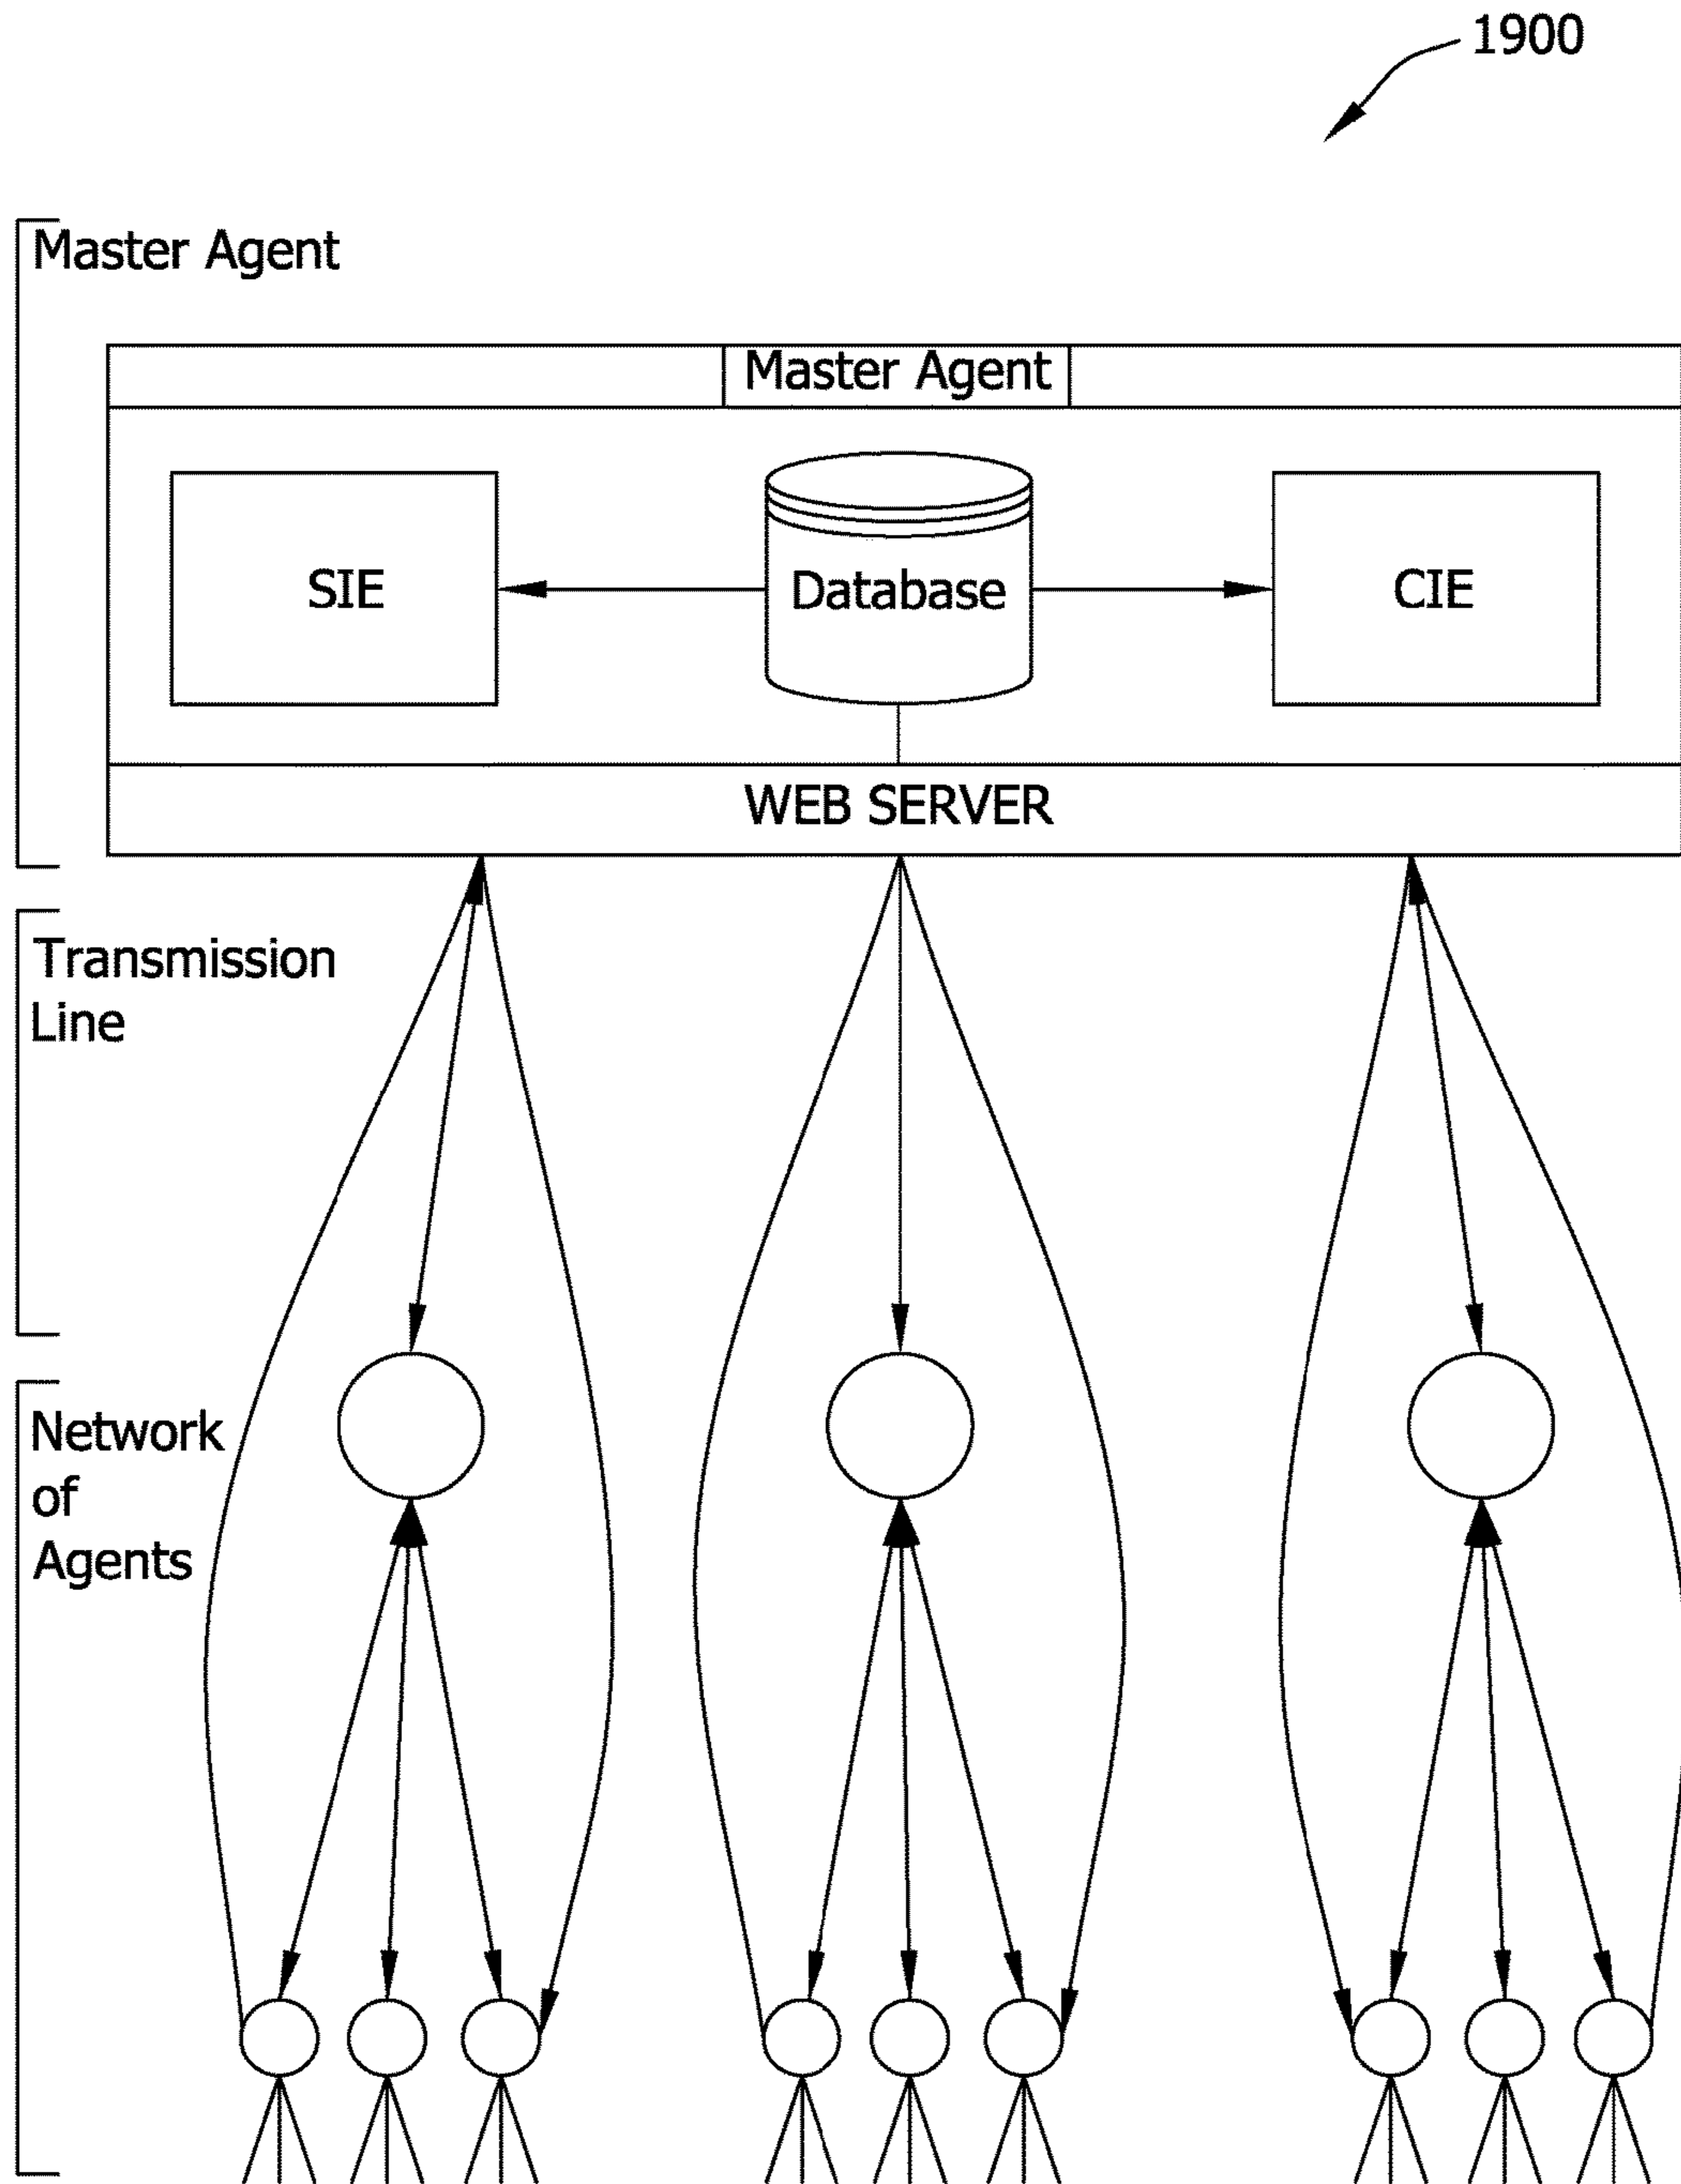 1900
Master Agent
Master Agent
SIE
Database
CIE
WEB SERVER
Transmission
Line
Network
of
Agents